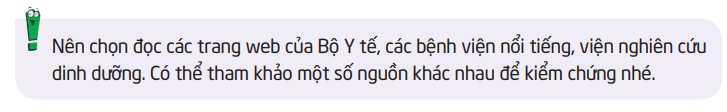 Nên chọn đọc các trang web của Bộ Y tế, các bệnh viện nổi tiếng, viện nghiên cứu
dinh dưỡng. Có thể tham khảo một số nguồn khác nhau để kiểm chứng nhé.